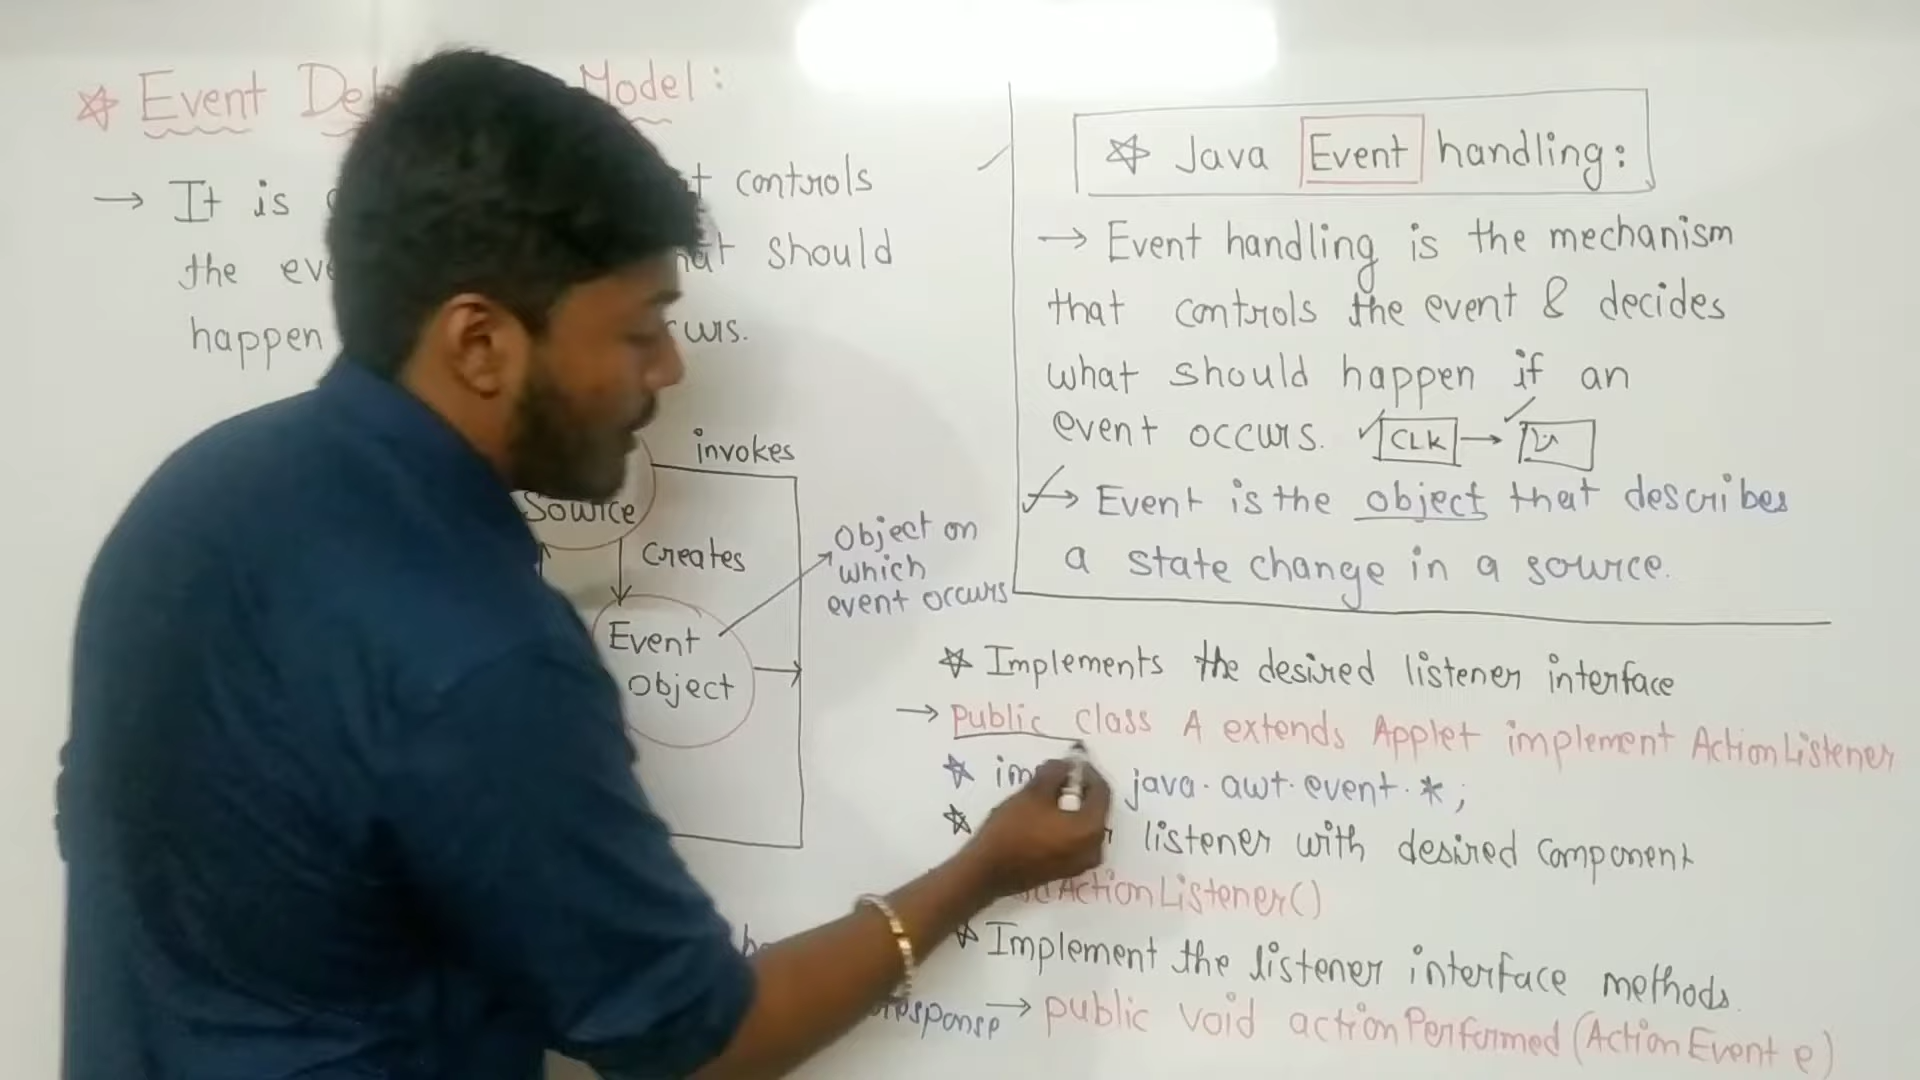 ☆ Event Model:
→ It is controls
the should
happen
invokes
Source
creates
Object on
which
event occurs
Event
Object
☆ Java Event handling:
→ Event handling is the mechanism
that controls the event & decides
what should happen if an
event occurs. CLK →
→ Event is the object that describes
a state change in a source.
☆ Implements the desired listener interface
→ Public class A extends Applet implement ActionListener
☆ java.awt.event.*;
☆ listener with desired component
ActionListener()
☆ Implement the listener interface methods.
response → public void actionPerformed(ActionEvent e)